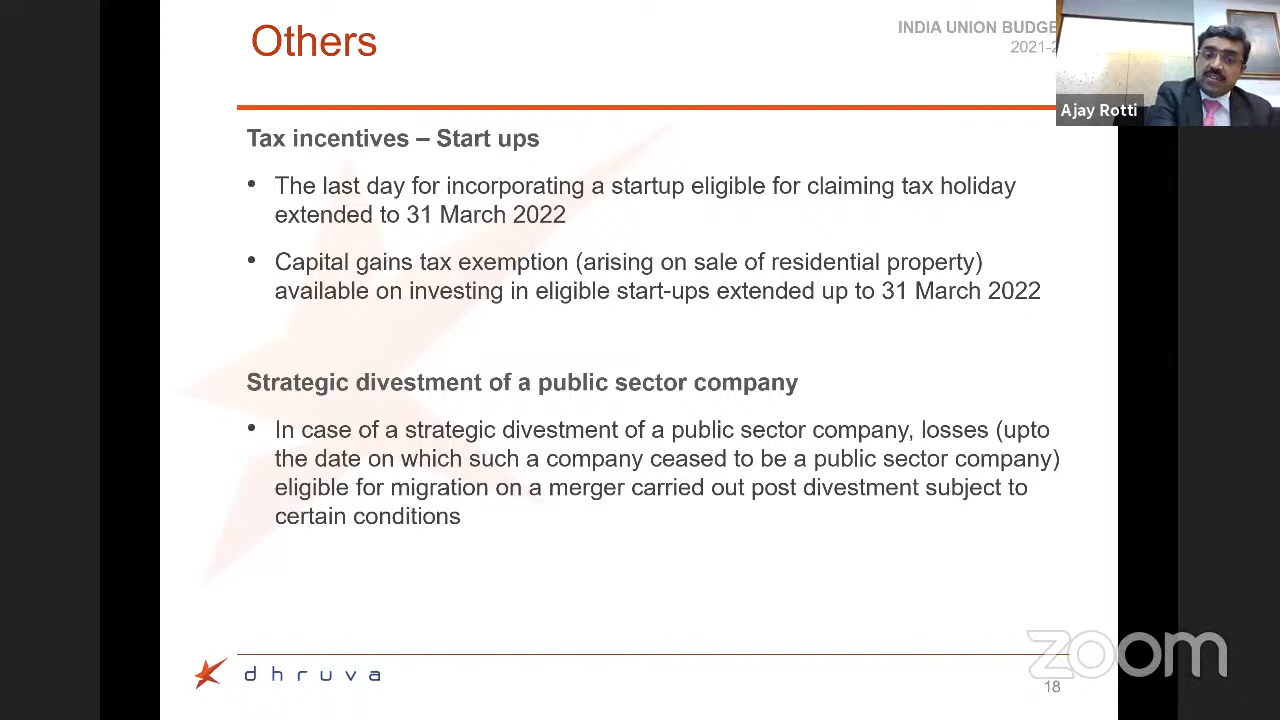 Others
INDIA UNION BUDGE
2021-2
Ajay Rotti
Tax incentives – Start ups
• The last day for incorporating a startup eligible for claiming tax holiday
extended to 31 March 2022
• Capital gains tax exemption (arising on sale of residential property)
available on investing in eligible start-ups extended up to 31 March 2022
Strategic divestment of a public sector company
• In case of a strategic divestment of a public sector company, losses (upto
the date on which such a company ceased to be a public sector company)
eligible for migration on a merger carried out post divestment subject to
certain conditions
dhruva
zoom
18